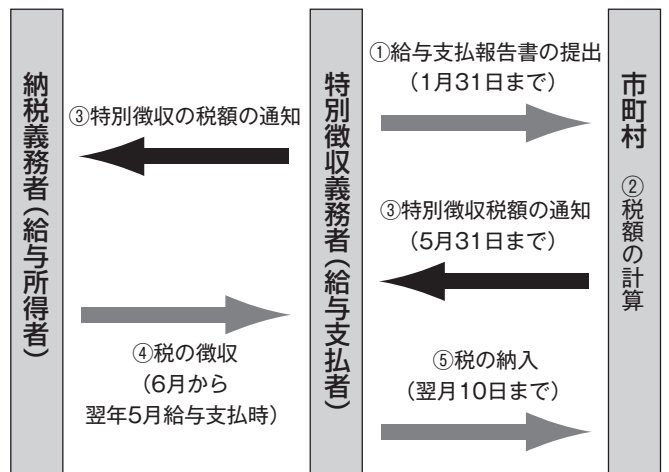 納税義務者(給与所得者)
③特別徴収の税額の通知
④税の徴収
(6月から
翌年5月給与支払時)
特別徴収義務者(給与支払者)
①給与支払報告書の提出
(1月31日まで)
③特別徴収税額の通知
(5月31日まで)
⑤税の納入
(翌月10日まで)
市町村 ②税額の計算